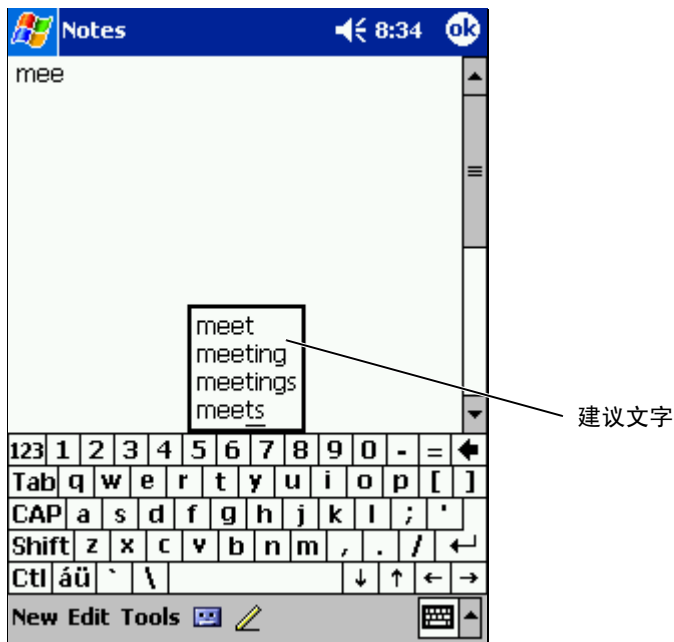 Notes 8:34 ok
mee
meet
meeting
meetings
meets
建议文字
123 1 2 3 4 5 6 7 8 9 0 - =
Tab q w e r t y u i o p [ ]
CAP a s d f g h j k l ; '
Shift z x c v b n m , . /
Ctl áü ` \
New Edit Tools